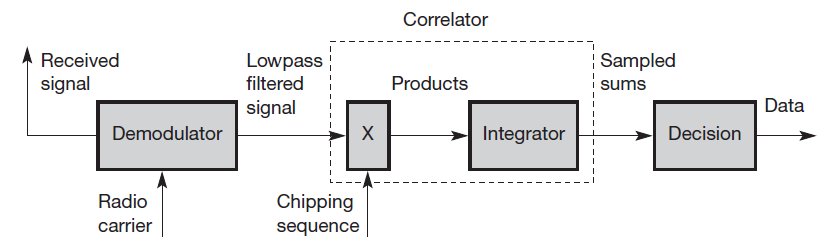 Correlator
Received
signal
Lowpass
filtered
signal
Products
Sampled
sums
Data
Demodulator
X
Integrator
Decision
Radio
carrier
Chipping
sequence